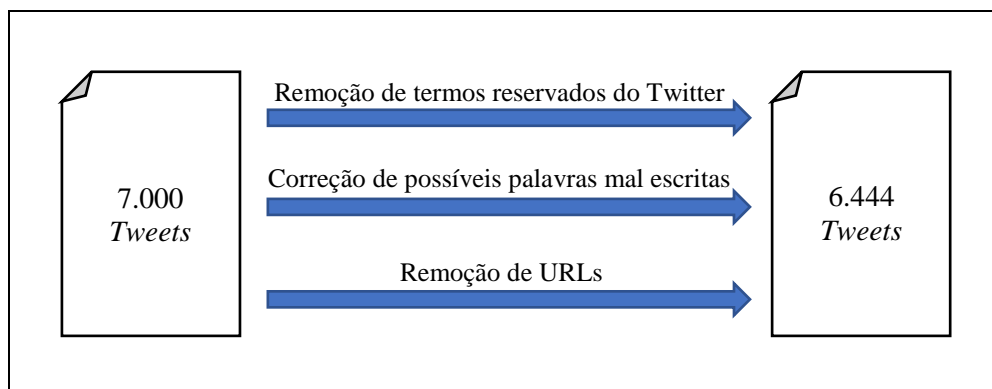 7.000
Tweets
Remoção de termos reservados do Twitter
Correção de possíveis palavras mal escritas
Remoção de URLs
6.444
Tweets